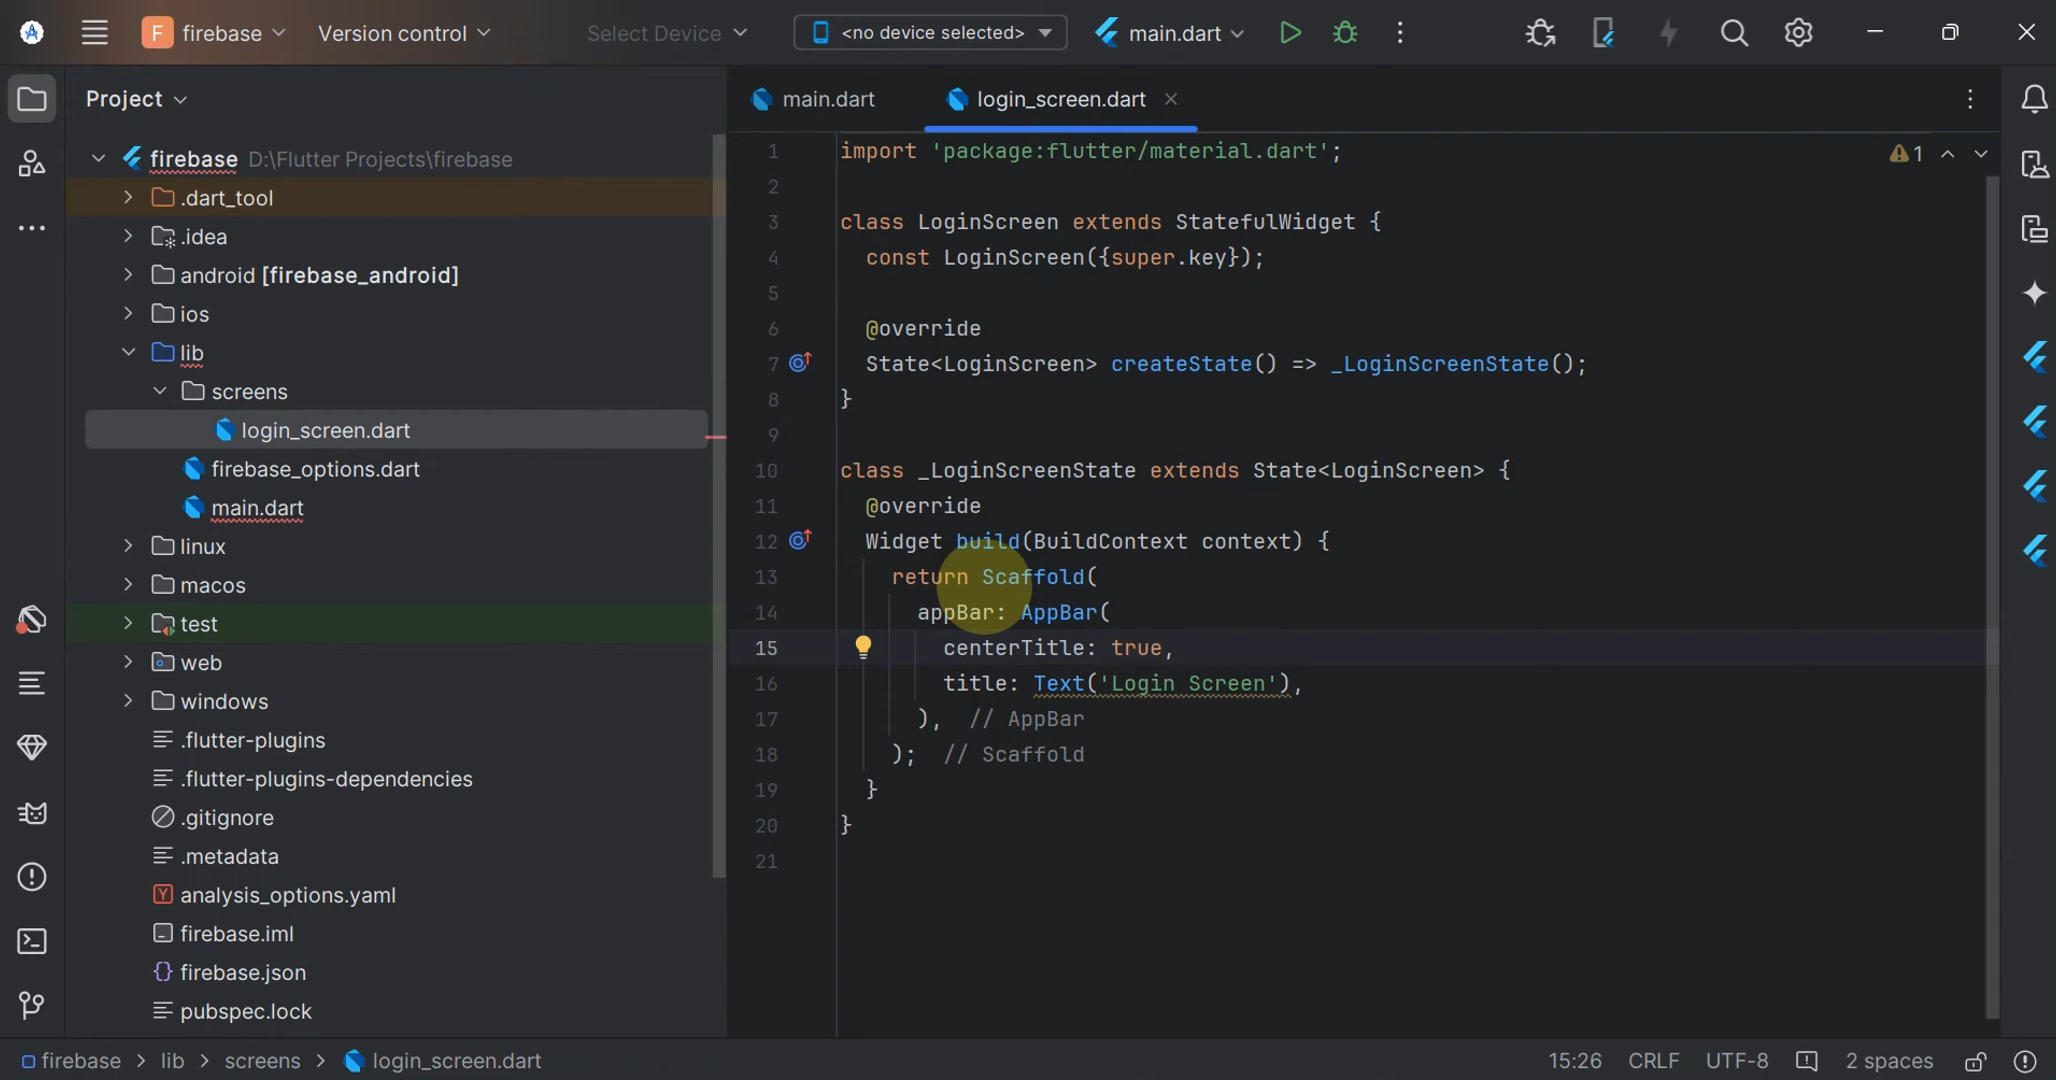 F firebase Version control Select Device <no device selected> main.dart
Project
firebase D:\Flutter Projects\firebase
.dart_tool
.idea
android [firebase_android]
ios
lib
screens
login_screen.dart
firebase_options.dart
main.dart
linux
macos
test
web
windows
.flutter-plugins
.flutter-plugins-dependencies
.gitignore
.metadata
analysis_options.yaml
firebase.iml
firebase.json
pubspec.lock
main.dart login_screen.dart
1 import 'package:flutter/material.dart'; 1
2
3 class LoginScreen extends StatefulWidget {
4 const LoginScreen({super.key});
5
6 @override
7 State<LoginScreen> createState() => _LoginScreenState();
8 }
9
10 class _LoginScreenState extends State<LoginScreen> {
11 @override
12 Widget build(BuildContext context) {
13 return Scaffold(
14 appBar: AppBar(
15 centerTitle: true,
16 title: Text('Login Screen'),
17 ), // AppBar
18 ); // Scaffold
19 }
20 }
21
firebase > lib > screens > login_screen.dart 15:26 CRLF UTF-8 2 spaces